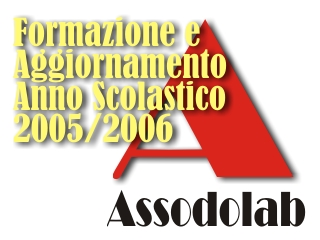 Formazione e
Aggiornamento
Anno Scolastico
2005/2006
Assodolab